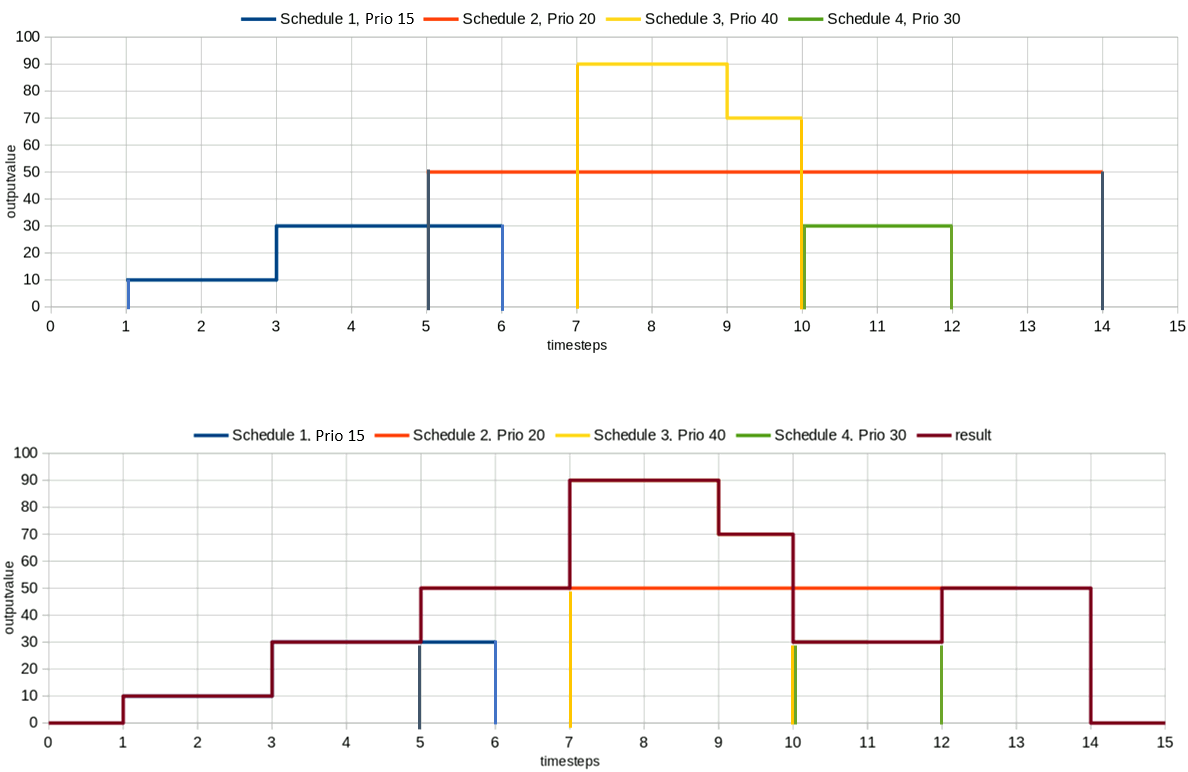 Schedule 1, Prio 15 Schedule 2, Prio 20 Schedule 3, Prio 40 Schedule 4, Prio 30
100
90
80
70
60
50
40
30
20
10
0
outputvalue
0 1 2 3 4 5 6 7 8 9 10 11 12 13 14 15
timesteps
Schedule 1. Prio 15 Schedule 2. Prio 20 Schedule 3. Prio 40 Schedule 4. Prio 30 result
100
90
80
70
60
50
40
30
20
10
0
outputvalue
0 1 2 3 4 5 6 7 8 9 10 11 12 13 14 15
timesteps